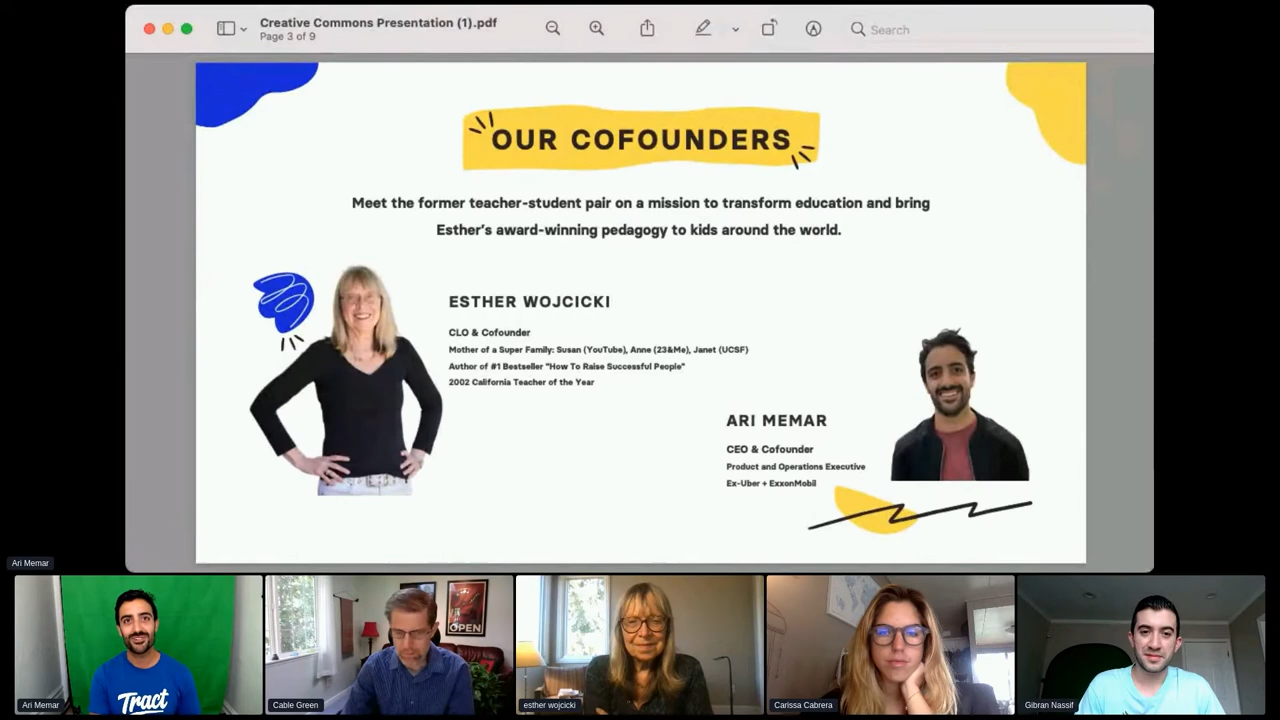 Creative Commons Presentation (1).pdf
Page 3 of 9
Search
OUR COFOUNDERS
Meet the former teacher-student pair on a mission to transform education and bring
Esther's award-winning pedagogy to kids around the world.
ESTHER WOJCICKI
CLO & Cofounder
Mother of a Super Family: Susan (YouTube), Anne (23&Me), Janet (UCSF)
Author of #1 Bestseller "How To Raise Successful People"
2002 California Teacher of the Year
ARI MEMAR
CEO & Cofounder
Product and Operations Executive
Ex-Uber + ExxonMobil
Ari Memar
OPEN
Tract
Ari Memar
Cable Green
esther wojcicki
Carissa Cabrera
Gibran Nassif